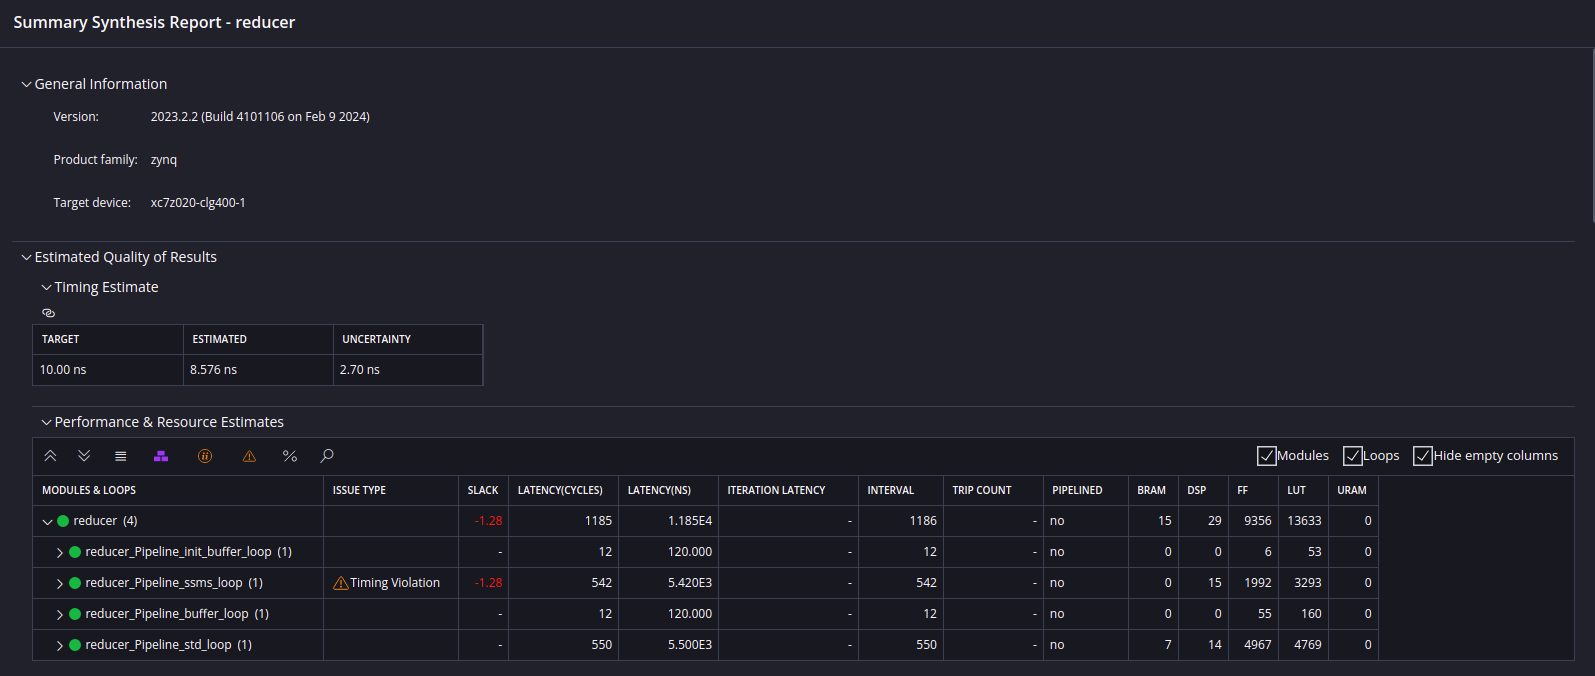 Summary Synthesis Report - reducer
General Information
Version: 2023.2.2 (Build 4101106 on Feb 9 2024)
Product family: zynq
Target device: xc7z020-clg400-1
Estimated Quality of Results
Timing Estimate
TARGET ESTIMATED UNCERTAINTY
10.00 ns 8.576 ns 2.70 ns
Performance & Resource Estimates
% Modules Loops Hide empty columns
MODULES & LOOPS ISSUE TYPE SLACK LATENCY(CYCLES) LATENCY(NS) ITERATION LATENCY INTERVAL TRIP COUNT PIPELINED BRAM DSP FF LUT URAM
reducer (4) -1.28 1185 1.185E4 - 1186 - no 15 29 9356 13633 0
reducer_Pipeline_init_buffer_loop (1) - 12 120.000 - 12 - no 0 0 6 53 0
reducer_Pipeline_ssms_loop (1) Timing Violation -1.28 542 5.420E3 - 542 - no 0 15 1992 3293 0
reducer_Pipeline_buffer_loop (1) - 12 120.000 - 12 - no 0 0 55 160 0
reducer_Pipeline_std_loop (1) - 550 5.500E3 - 550 - no 7 14 4967 4769 0